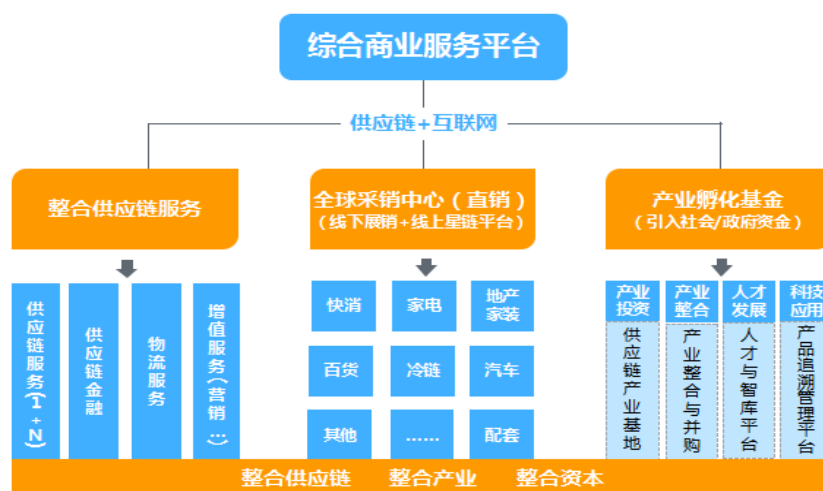 综合商业服务平台
供应链+互联网
整合供应链服务
全球采销中心（直销）
（线下展销+线上星链平台）
产业孵化基金
（引入社会/政府资金）
供应链服务(1+N)
供应链金融
物流服务
增值服务(营销…)
快消
家电
地产
家装
百货
冷链
汽车
其他
……
配套
产业
投资
产业
整合
人才
发展
科技
应用
供应链产业基地
产业整合与并购
人才与智库平台
产品追溯管理平台
整合供应链 整合产业 整合资本